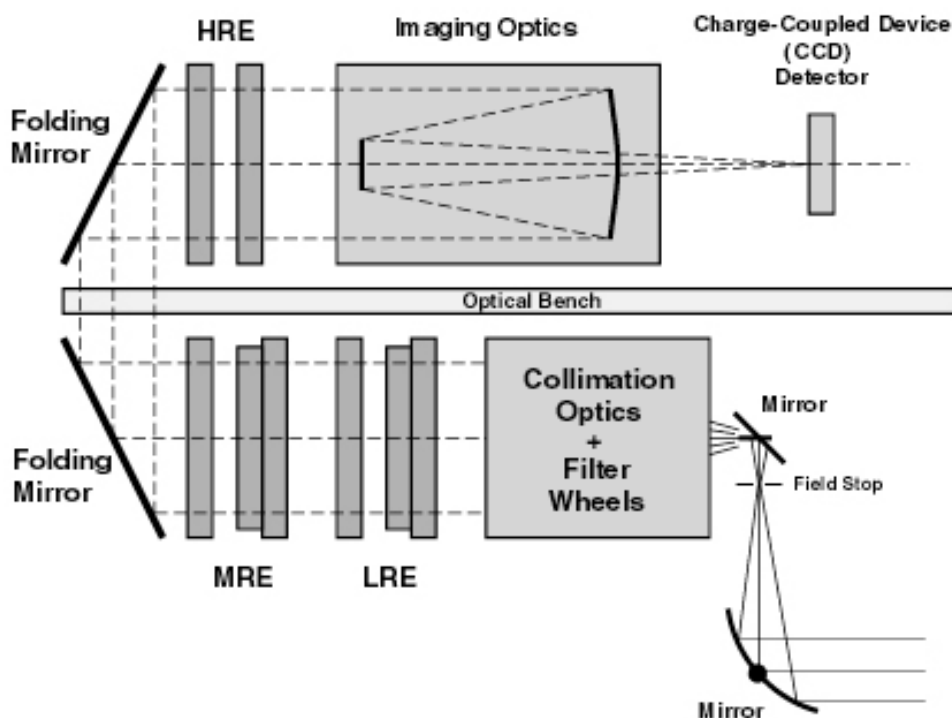 HRE
Imaging Optics
Charge-Coupled Device
(CCD)
Detector
Folding
Mirror
Optical Bench
Collimation
Optics
+
Filter
Wheels
Mirror
Field Stop
Folding
Mirror
MRE
LRE
Mirror